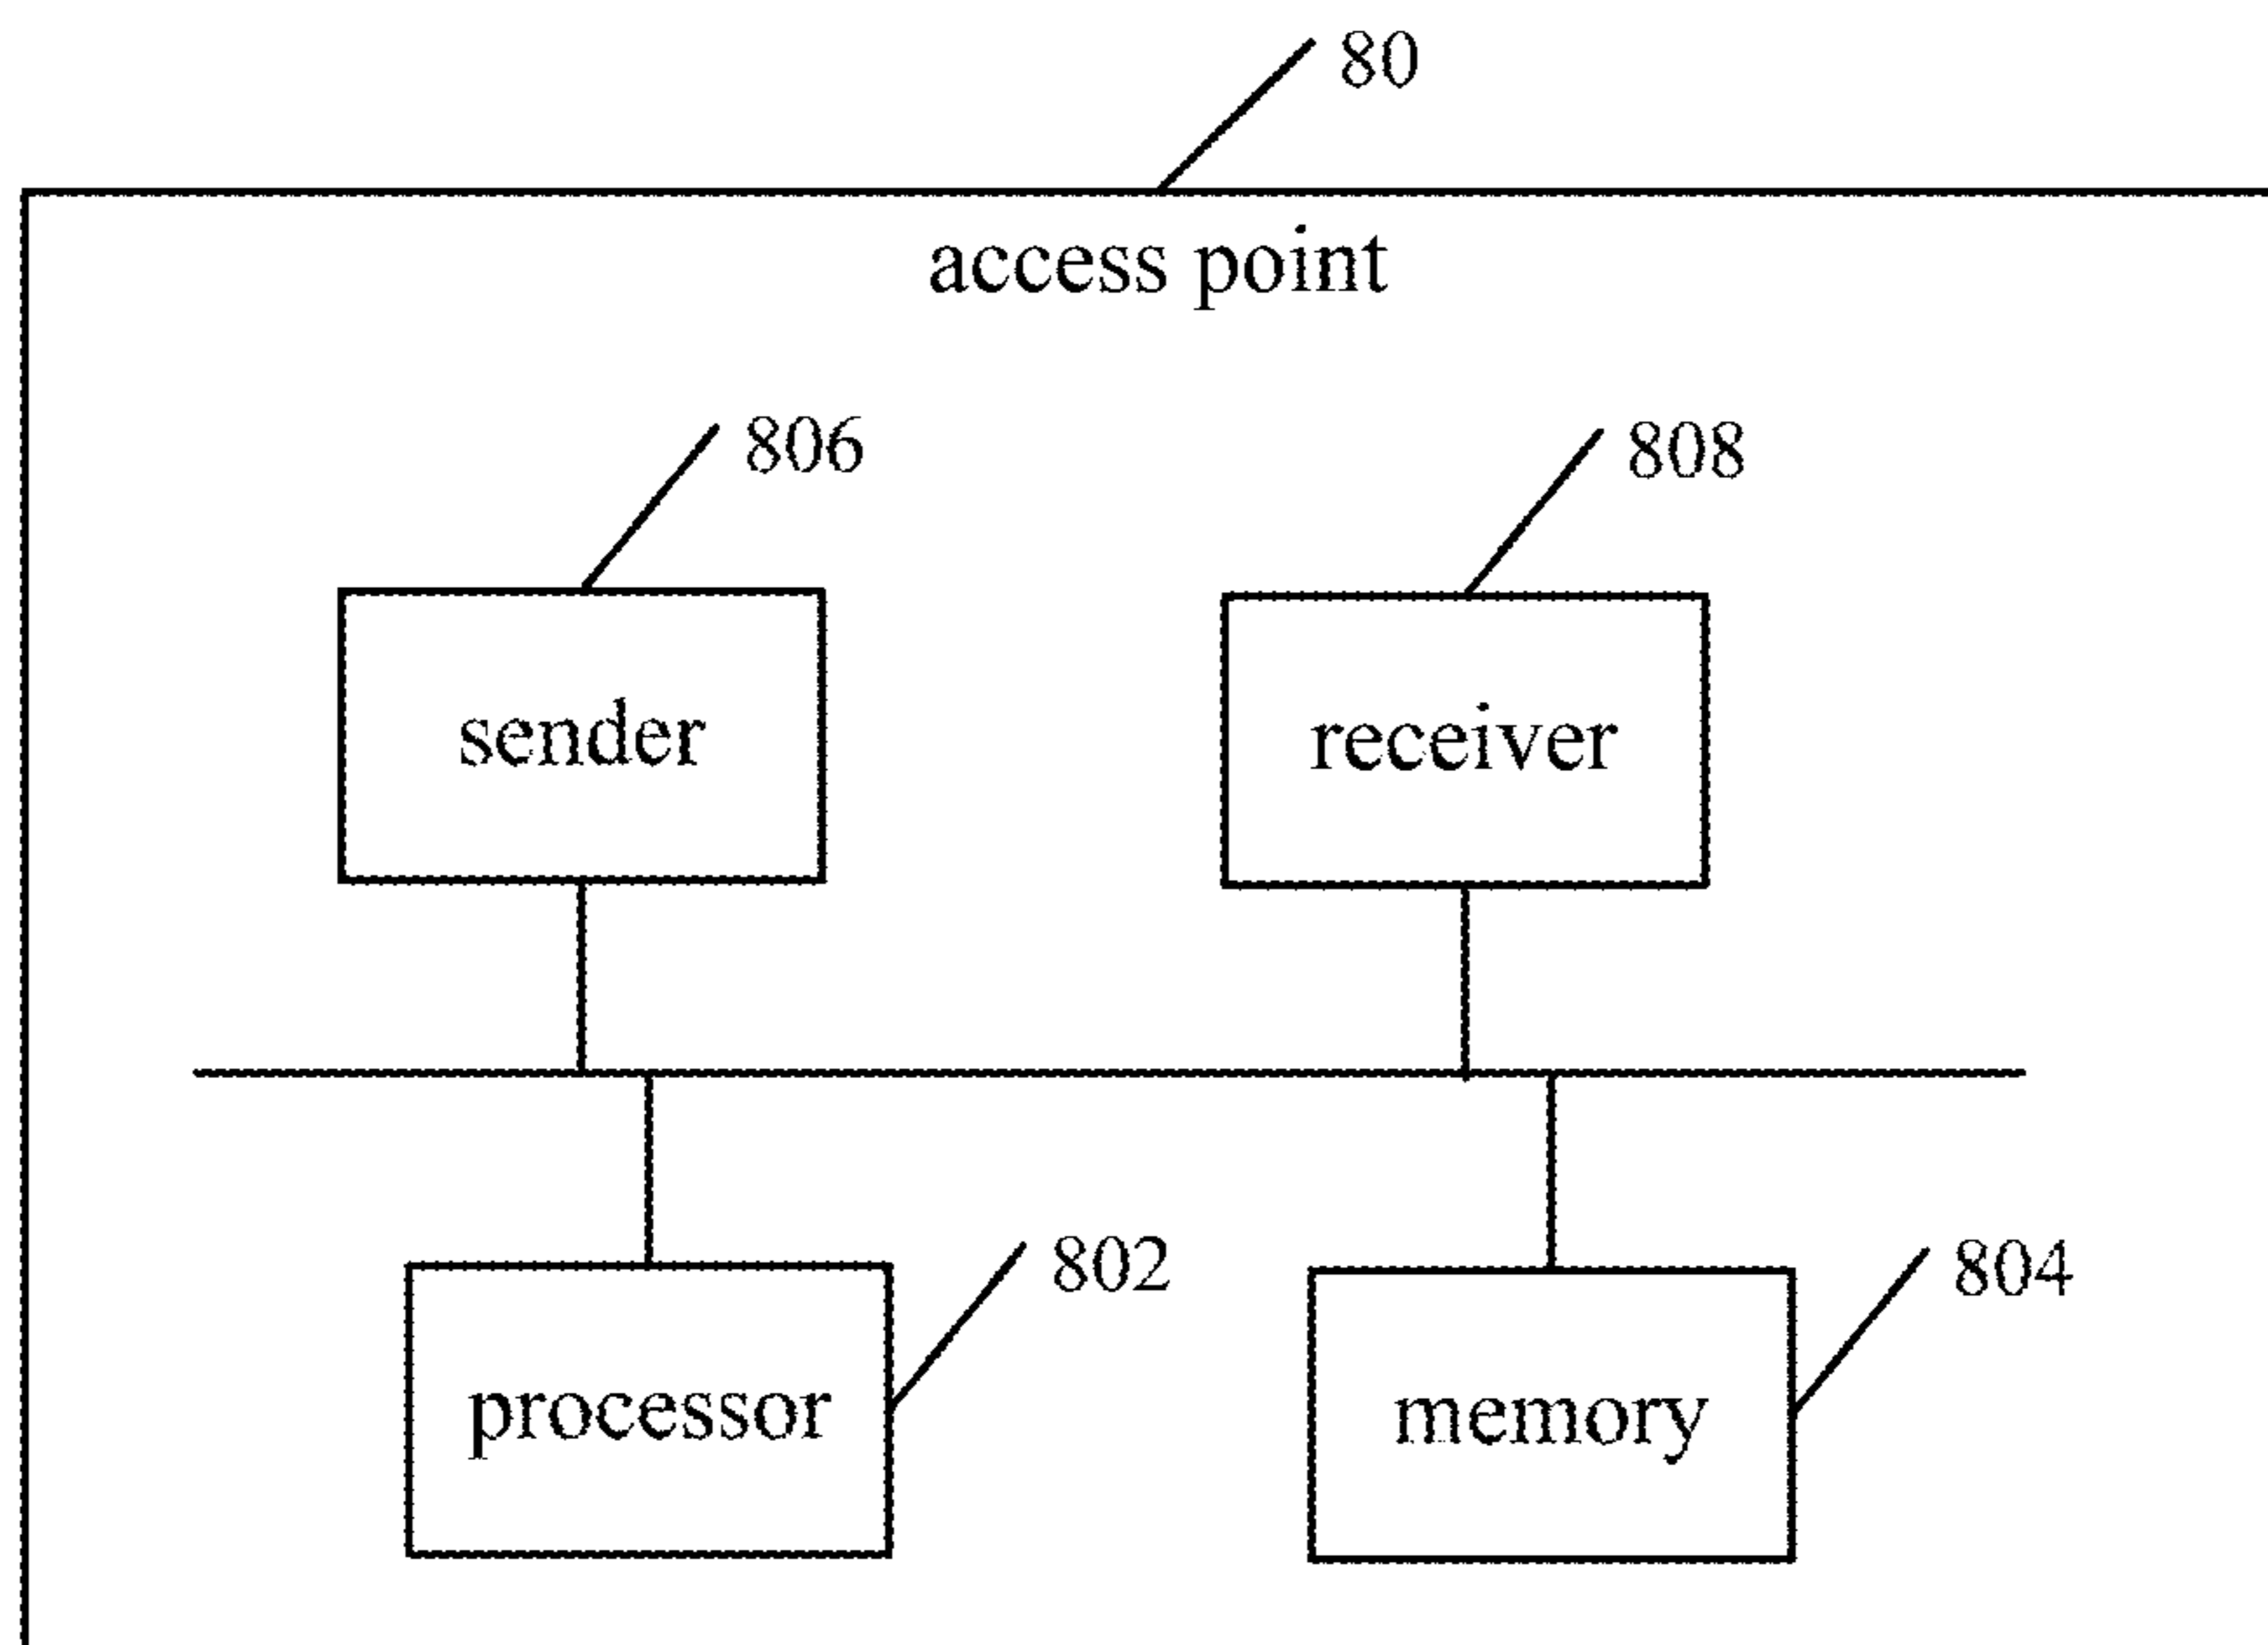 80
access point
806
808
sender
receiver
802
804
processor
memory